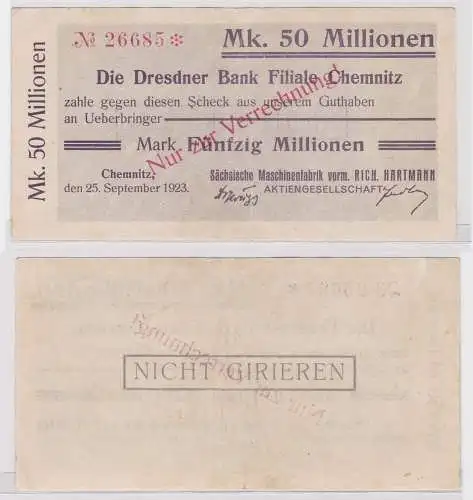 Mk. 50 Millionen
№ 26685 *
Mk. 50 Millionen
Die Dresdner Bank Filiale Chemnitz
zahle gegen diesen Scheck aus unserem Guthaben
an Ueberbringer
Mark Fünfzig Millionen
Nur zur Verrechnung!
Chemnitz,
den 25. September 1923.
Sächsische Maschinenfabrik vorm. RICH. HARTMANN
AKTIENGESELLSCHAFT
NICHT GIRIEREN